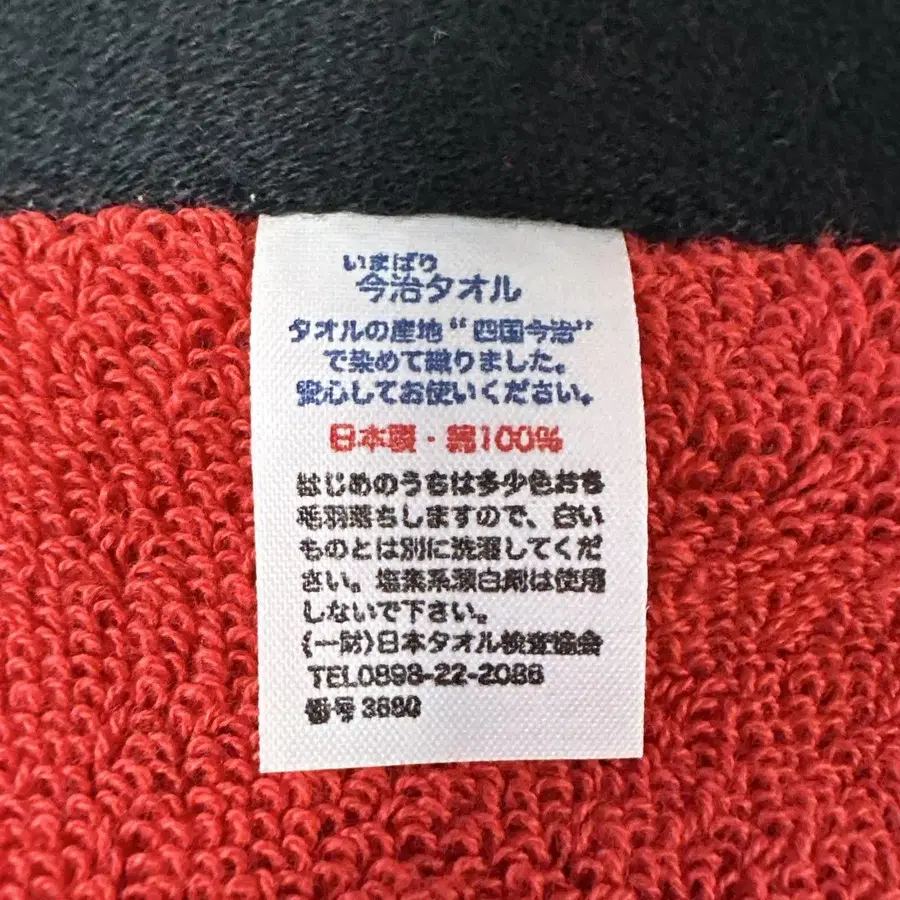 いまばり
今治タオル
タオルの産地“四国今治”
で染めて織りました。
安心してお使いください。
日本製・綿100%
はじめのうちは多少色おち
毛羽落ちしますので、白い
ものとは別に洗濯してくだ
さい。塩素系漂白剤は使用
しないで下さい。
(一財)日本タオル検査協会
TEL0898-22-2086
番号3680